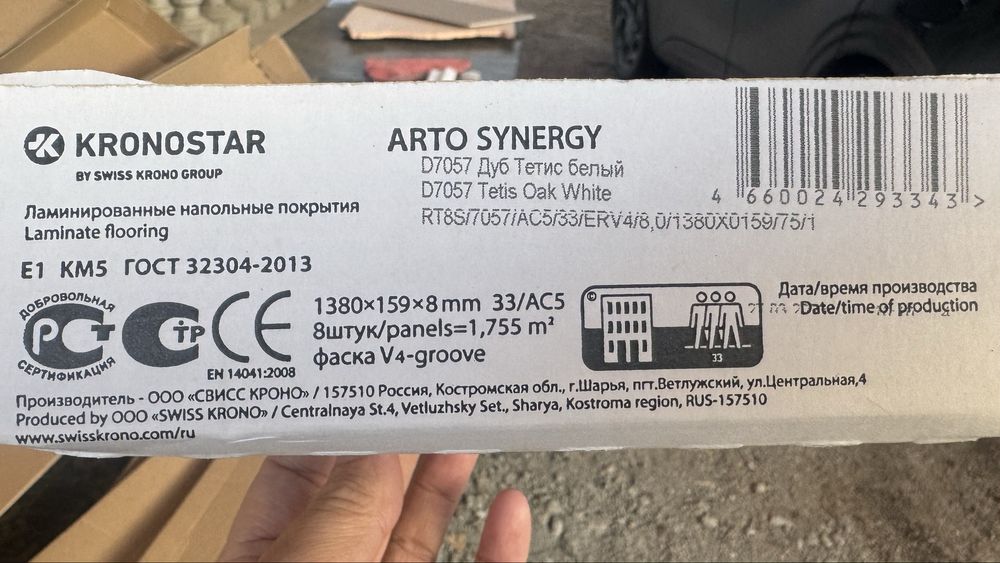 KRONOSTAR
BY SWISS KRONO GROUP
Ламинированные напольные покрытия
Laminate flooring
E1 КМ5 ГОСТ 32304-2013
ARTO SYNERGY
D7057 Дуб Тетис белый
D7057 Tetis Oak White
RT8S/7057/AC5/33/ERV4/8,0/1380X0159/75/1
4 660024 293343 >
ДОБРОВОЛЬНАЯ
СЕРТИФИКАЦИЯ
EN 14041:2008
1380×159×8 mm 33/AC5
8штук/panels=1,755 m²
фаска V4-groove
©
33
Дата/время производства
Date/time of production
Производитель - ООО «СВИСС КРОНО» / 157510 Россия, Костромская обл., г.Шарья, пгт.Ветлужский, ул.Центральная,4
Produced by ООО «SWISS KRONO» / Centralnaya St.4, Vetluzhsky Set., Sharya, Kostroma region, RUS-157510
www.swisskrono.com/ru